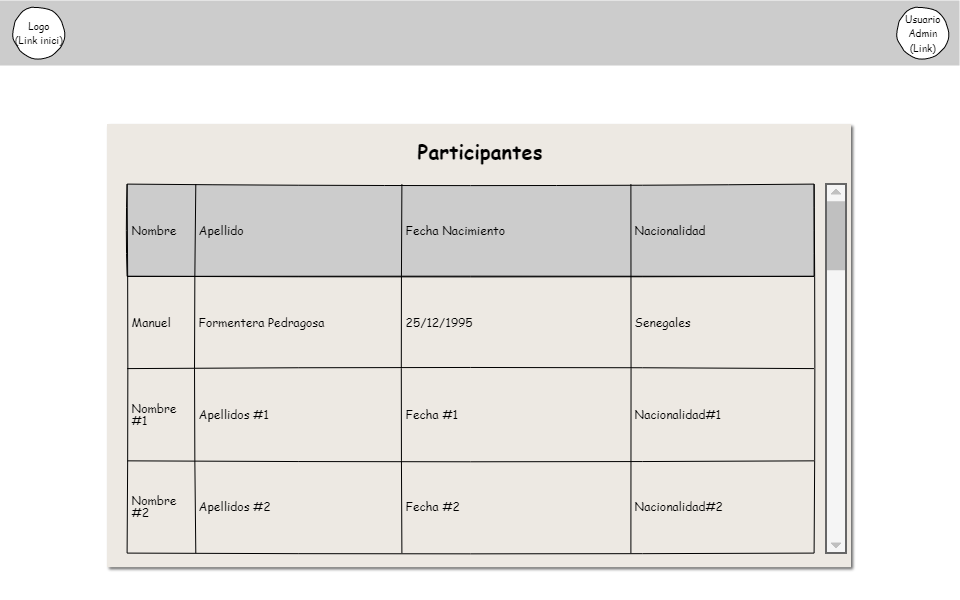 Logo
(Link inici)
Usuario
Admin
(Link)
Participantes
Nombre Apellido Fecha Nacimiento Nacionalidad
Manuel Formentera Pedragosa 25/12/1995 Senegales
Nombre
#1 Apellidos #1 Fecha #1 Nacionalidad#1
Nombre
#2 Apellidos #2 Fecha #2 Nacionalidad#2